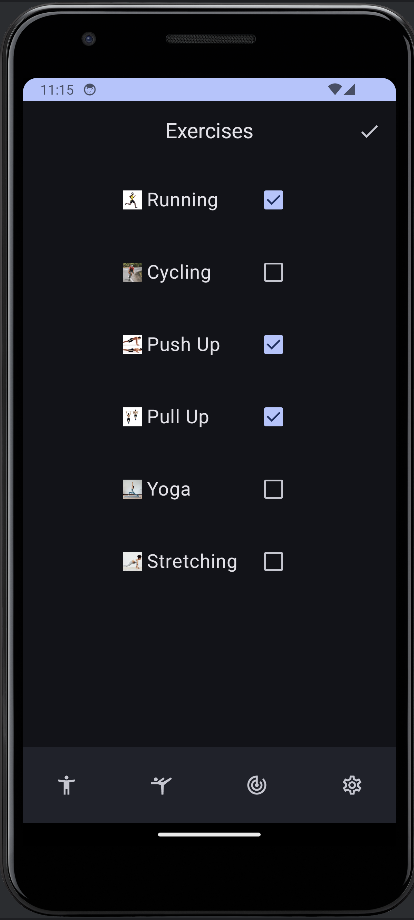 11:15
Exercises
Running
Cycling
Push Up
Pull Up
Yoga
Stretching